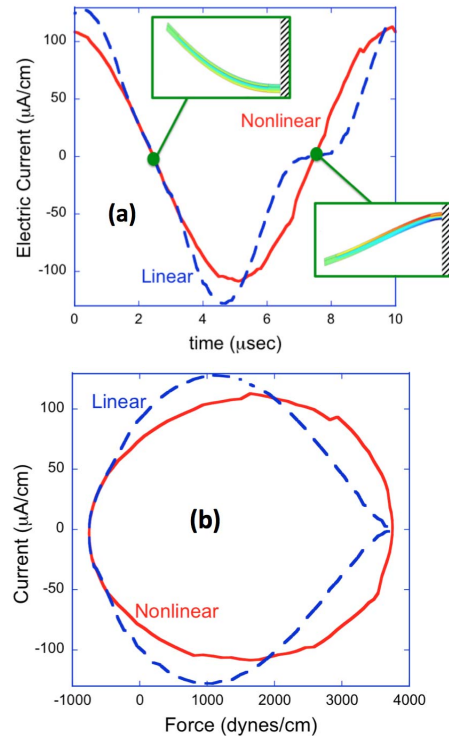 100
50
0
-50
-100
Electric Current (µA/cm)
Nonlinear
(a)
Linear
0 2 4 6 8 10
time (µsec)
100
50
0
-50
-100
Current (µA/cm)
Linear
(b)
Nonlinear
-1000 0 1000 2000 3000 4000
Force (dynes/cm)